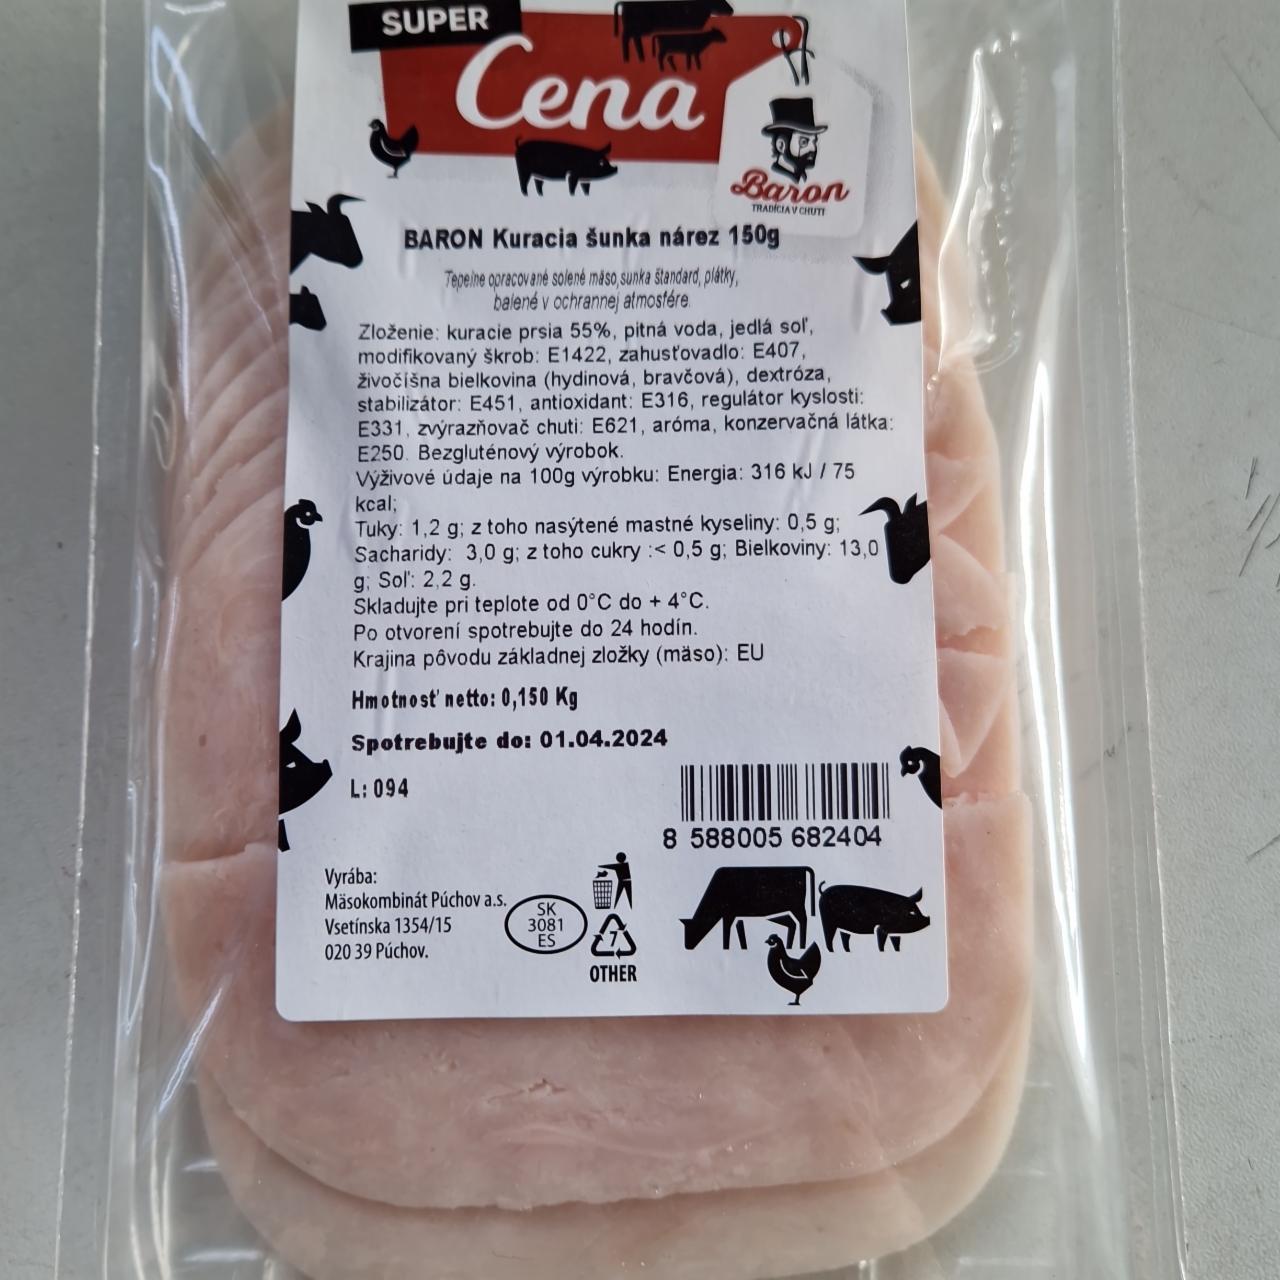 SUPER
Cena
Baron
TRADÍCIA V CHUTI
BARON Kuracia šunka nárez 150g
Tepelne opracované solené mäso, šunka štandard, plátky,
balené v ochrannej atmosfére.
Zloženie: kuracie prsia 55%, pitná voda, jedlá soľ,
modifikovaný škrob: E1422, zahusťovadlo: E407,
živočíšna bielkovina (hydinová, bravčová), dextróza,
stabilizátor: E451, antioxidant: E316, regulátor kyslosti:
E331, zvýrazňovač chuti: E621, aróma, konzervačná látka:
E250. Bezgluténový výrobok.
Výživové údaje na 100g výrobku: Energia: 316 kJ / 75
kcal;
Tuky: 1,2 g; z toho nasýtené mastné kyseliny: 0,5 g;
Sacharidy: 3,0 g; z toho cukry :< 0,5 g; Bielkoviny: 13,0
g; Soľ: 2,2 g.
Skladujte pri teplote od 0°C do + 4°C.
Po otvorení spotrebujte do 24 hodín.
Krajina pôvodu základnej zložky (mäso): EU
Hmotnosť netto: 0,150 Kg
Spotrebujte do: 01.04.2024
L: 094
8 588005 682404
Vyrába:
Mäsokombinát Púchov a.s.
Vsetínska 1354/15
020 39 Púchov.
SK
3081
ES
7
OTHER